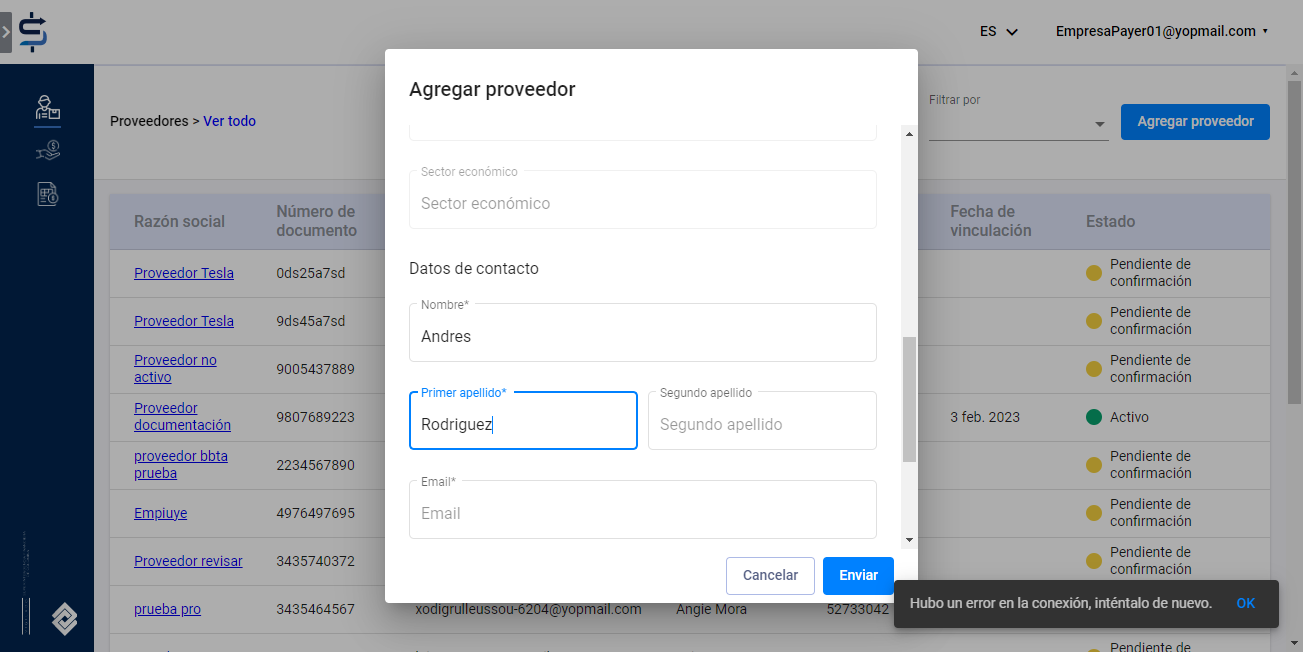 ES
EmpresaPayer01@yopmail.com
Proveedores > Ver todo
Filtrar por
Agregar proveedor
Razón social
Número de
documento
Fecha de
vinculación
Estado
Proveedor Tesla
0ds25a7sd
Pendiente de
confirmación
Proveedor Tesla
9ds45a7sd
Pendiente de
confirmación
Proveedor no
activo
9005437889
Pendiente de
confirmación
Proveedor
documentación
9807689223
3 feb. 2023
Activo
proveedor bbta
prueba
2234567890
Pendiente de
confirmación
Empiuye
4976497695
Pendiente de
confirmación
Proveedor revisar
3435740372
Pendiente de
confirmación
prueba pro
3435464567
xodigrulleussou-6204@yopmail.com
Angie Mora
52733042
Pendiente de
Agregar proveedor
Sector económico
Sector económico
Datos de contacto
Nombre*
Andres
Primer apellido*
Rodriguez
Segundo apellido
Segundo apellido
Email*
Email
Cancelar
Enviar
Hubo un error en la conexión, inténtalo de nuevo.
OK